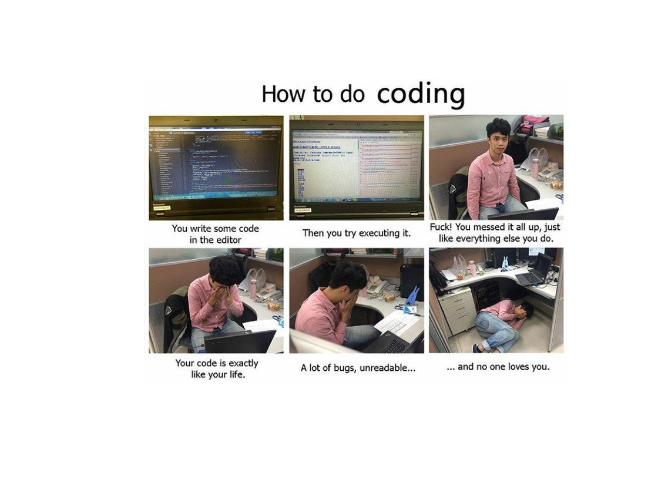 How to do coding
You write some code
in the editor
Then you try executing it.
Fuck! You messed it all up, just
like everything else you do.
Your code is exactly
like your life.
A lot of bugs, unreadable...
... and no one loves you.